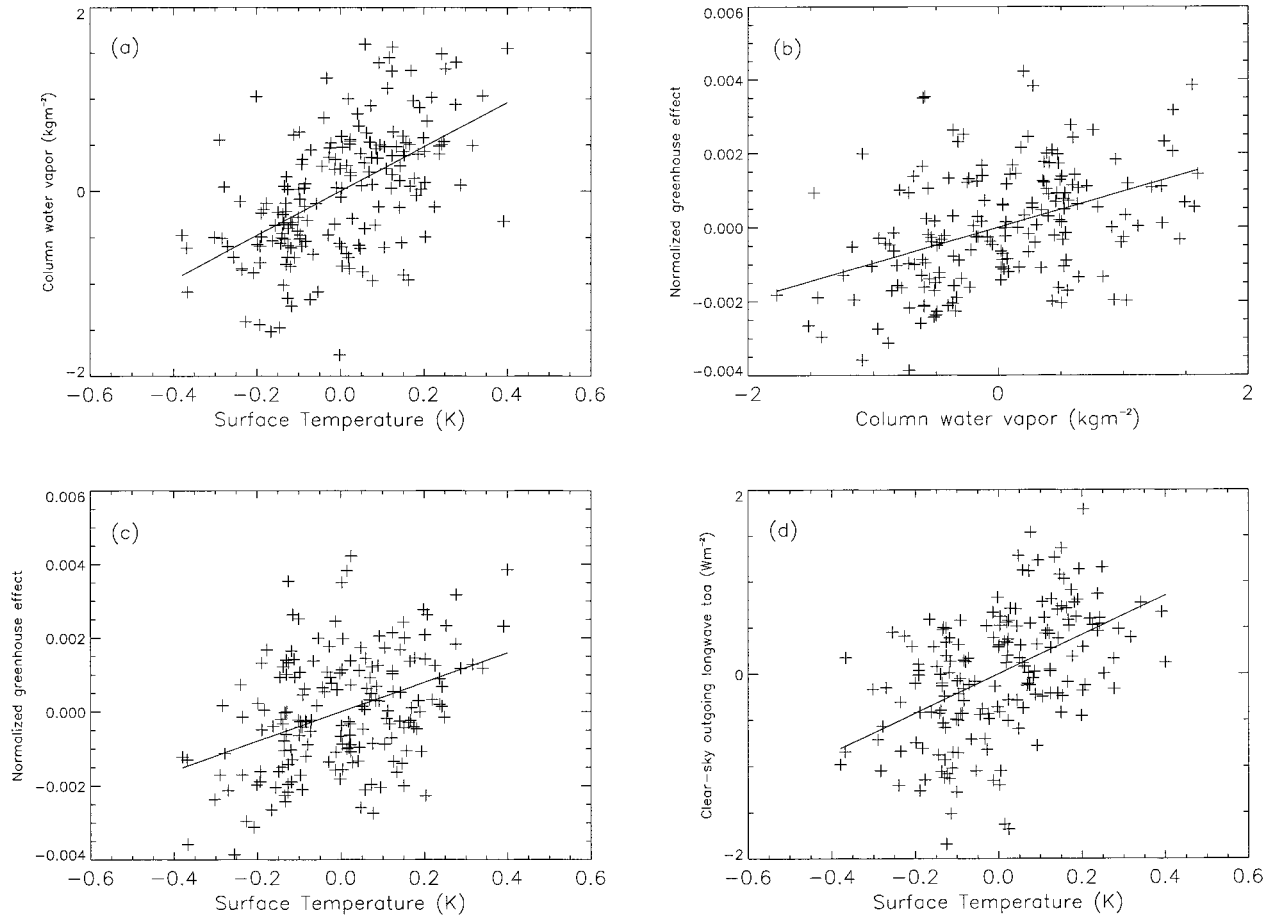 (a)
2
0
−2
Column water vapor (kgm⁻²)
−0.6 −0.4 −0.2 0.0 0.2 0.4 0.6
Surface Temperature (K)
(b)
0.006
0.004
0.002
0.000
−0.002
−0.004
Normalized greenhouse effect
−2 0 2
Column water vapor (kgm⁻²)
(c)
0.006
0.004
0.002
0.000
−0.002
−0.004
Normalized greenhouse effect
−0.6 −0.4 −0.2 0.0 0.2 0.4 0.6
Surface Temperature (K)
(d)
2
0
−2
Clear−sky outgoing longwave toa (Wm⁻²)
−0.6 −0.4 −0.2 0.0 0.2 0.4 0.6
Surface Temperature (K)